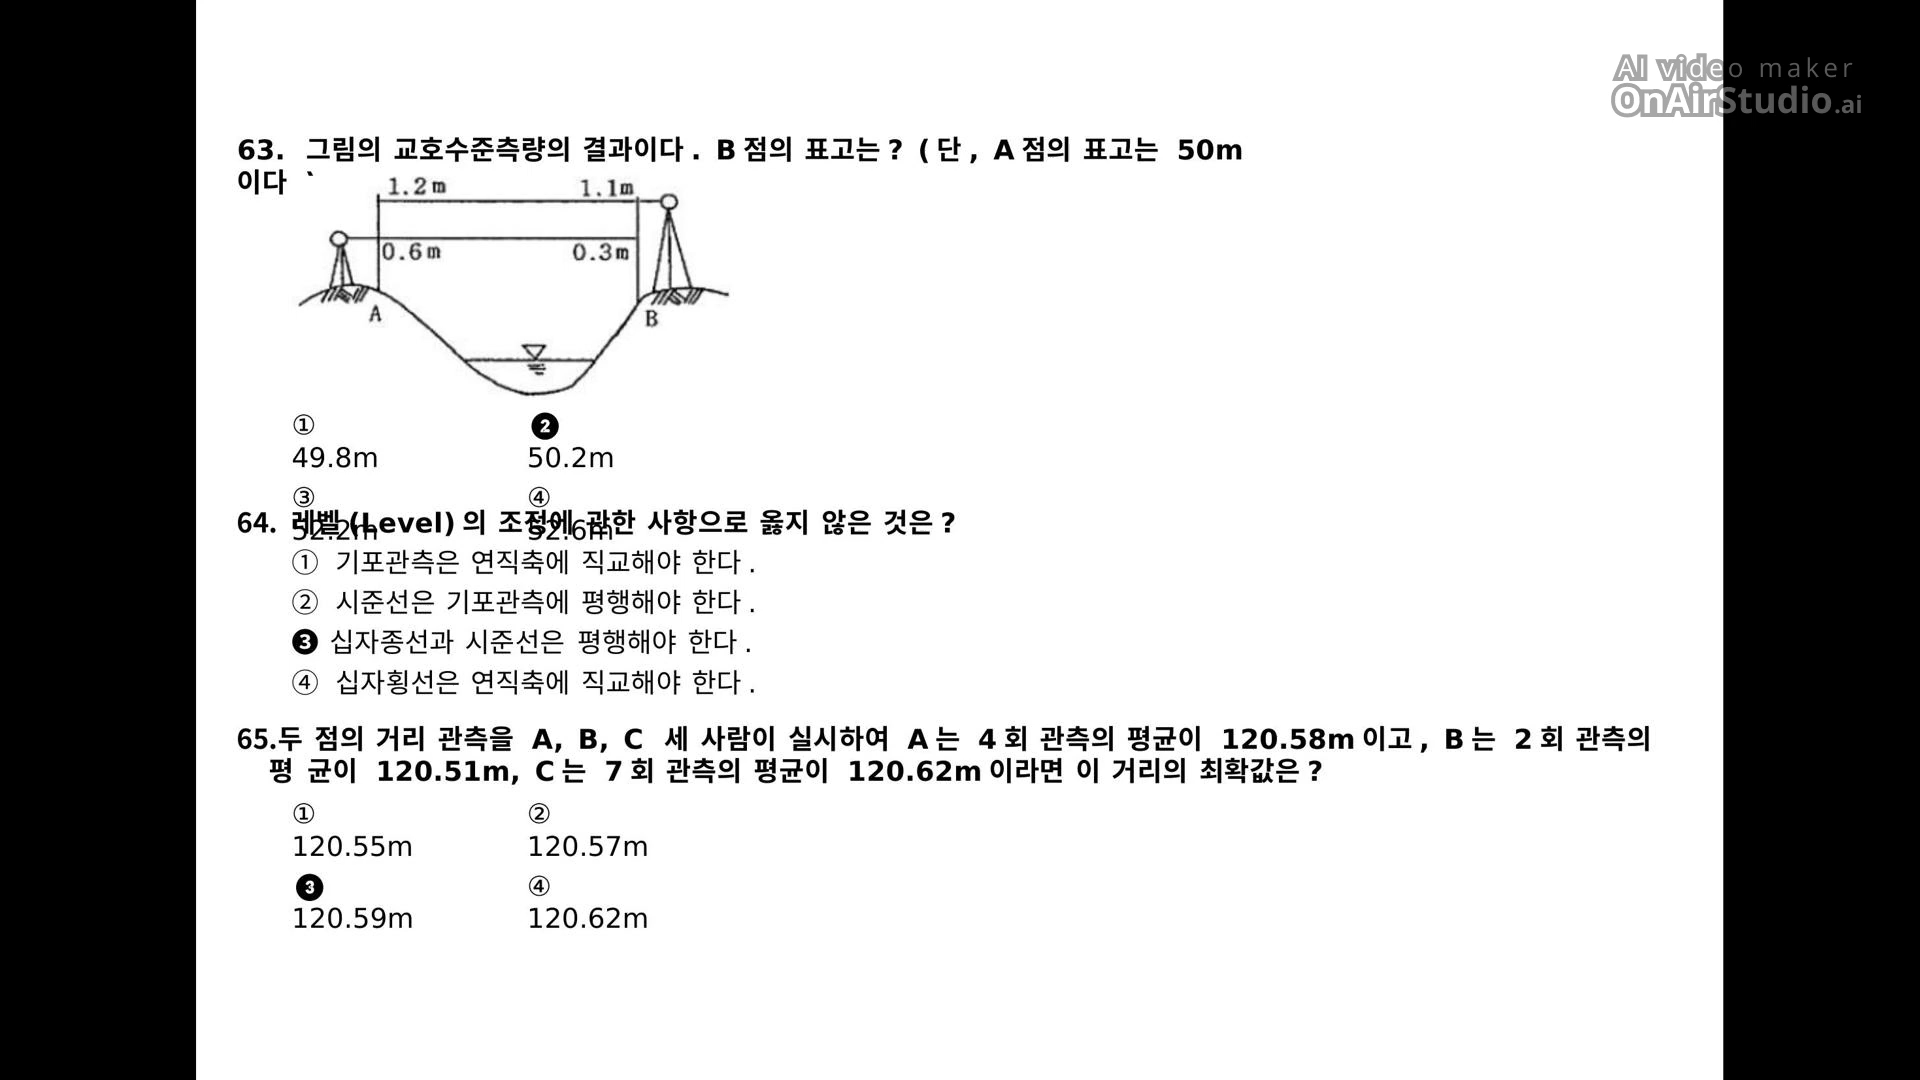 AI video maker
OnAirStudio.ai
63. 그림의 교호수준측량의 결과이다. B점의 표고는? (단, A점의 표고는 50m
이다 `
1.2m 1.1m
0.6m 0.3m
A B
① ❷
49.8m 50.2m
③ ④
52.2m 52.6m
64. 레벨(Level)의 조정에 관한 사항으로 옳지 않은 것은?
① 기포관측은 연직축에 직교해야 한다.
② 시준선은 기포관측에 평행해야 한다.
❸ 십자종선과 시준선은 평행해야 한다.
④ 십자횡선은 연직축에 직교해야 한다.
65.두 점의 거리 관측을 A, B, C 세 사람이 실시하여 A는 4회 관측의 평균이 120.58m이고, B는 2회 관측의
평 균이 120.51m, C는 7회 관측의 평균이 120.62m이라면 이 거리의 최확값은?
① ②
120.55m 120.57m
❸ ④
120.59m 120.62m